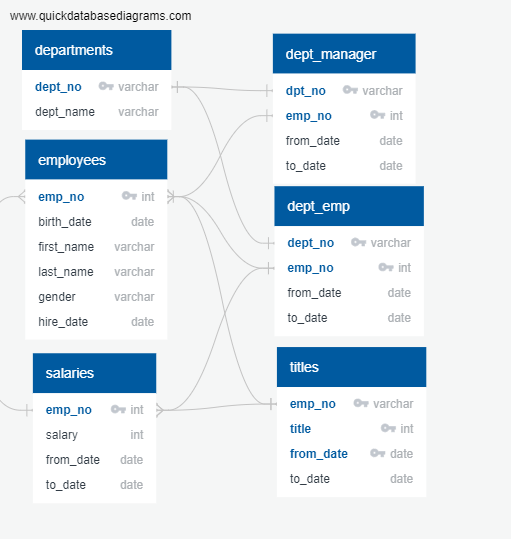 www.quickdatabasediagrams.com
departments
dept_no varchar
dept_name varchar
employees
emp_no int
birth_date date
first_name varchar
last_name varchar
gender varchar
hire_date date
salaries
emp_no int
salary int
from_date date
to_date date
dept_manager
dpt_no varchar
emp_no int
from_date date
to_date date
dept_emp
dept_no varchar
emp_no int
from_date date
to_date date
titles
emp_no varchar
title int
from_date date
to_date date